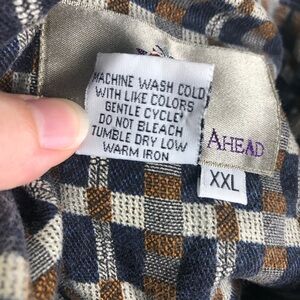 MACHINE WASH COLD
WITH LIKE COLORS
GENTLE CYCLE
DO NOT BLEACH
TUMBLE DRY LOW
WARM IRON
AHEAD
XXL